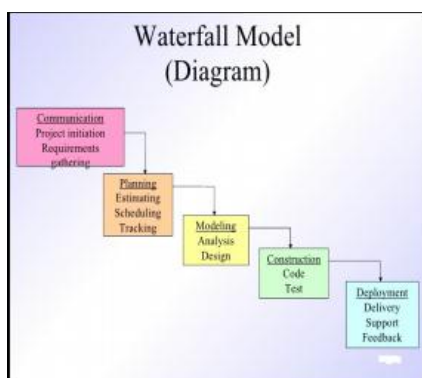 Waterfall Model
(Diagram)
Communication
Project initiation
Requirements
gathering
Planning
Estimating
Scheduling
Tracking
Modeling
Analysis
Design
Construction
Code
Test
Deployment
Delivery
Support
Feedback